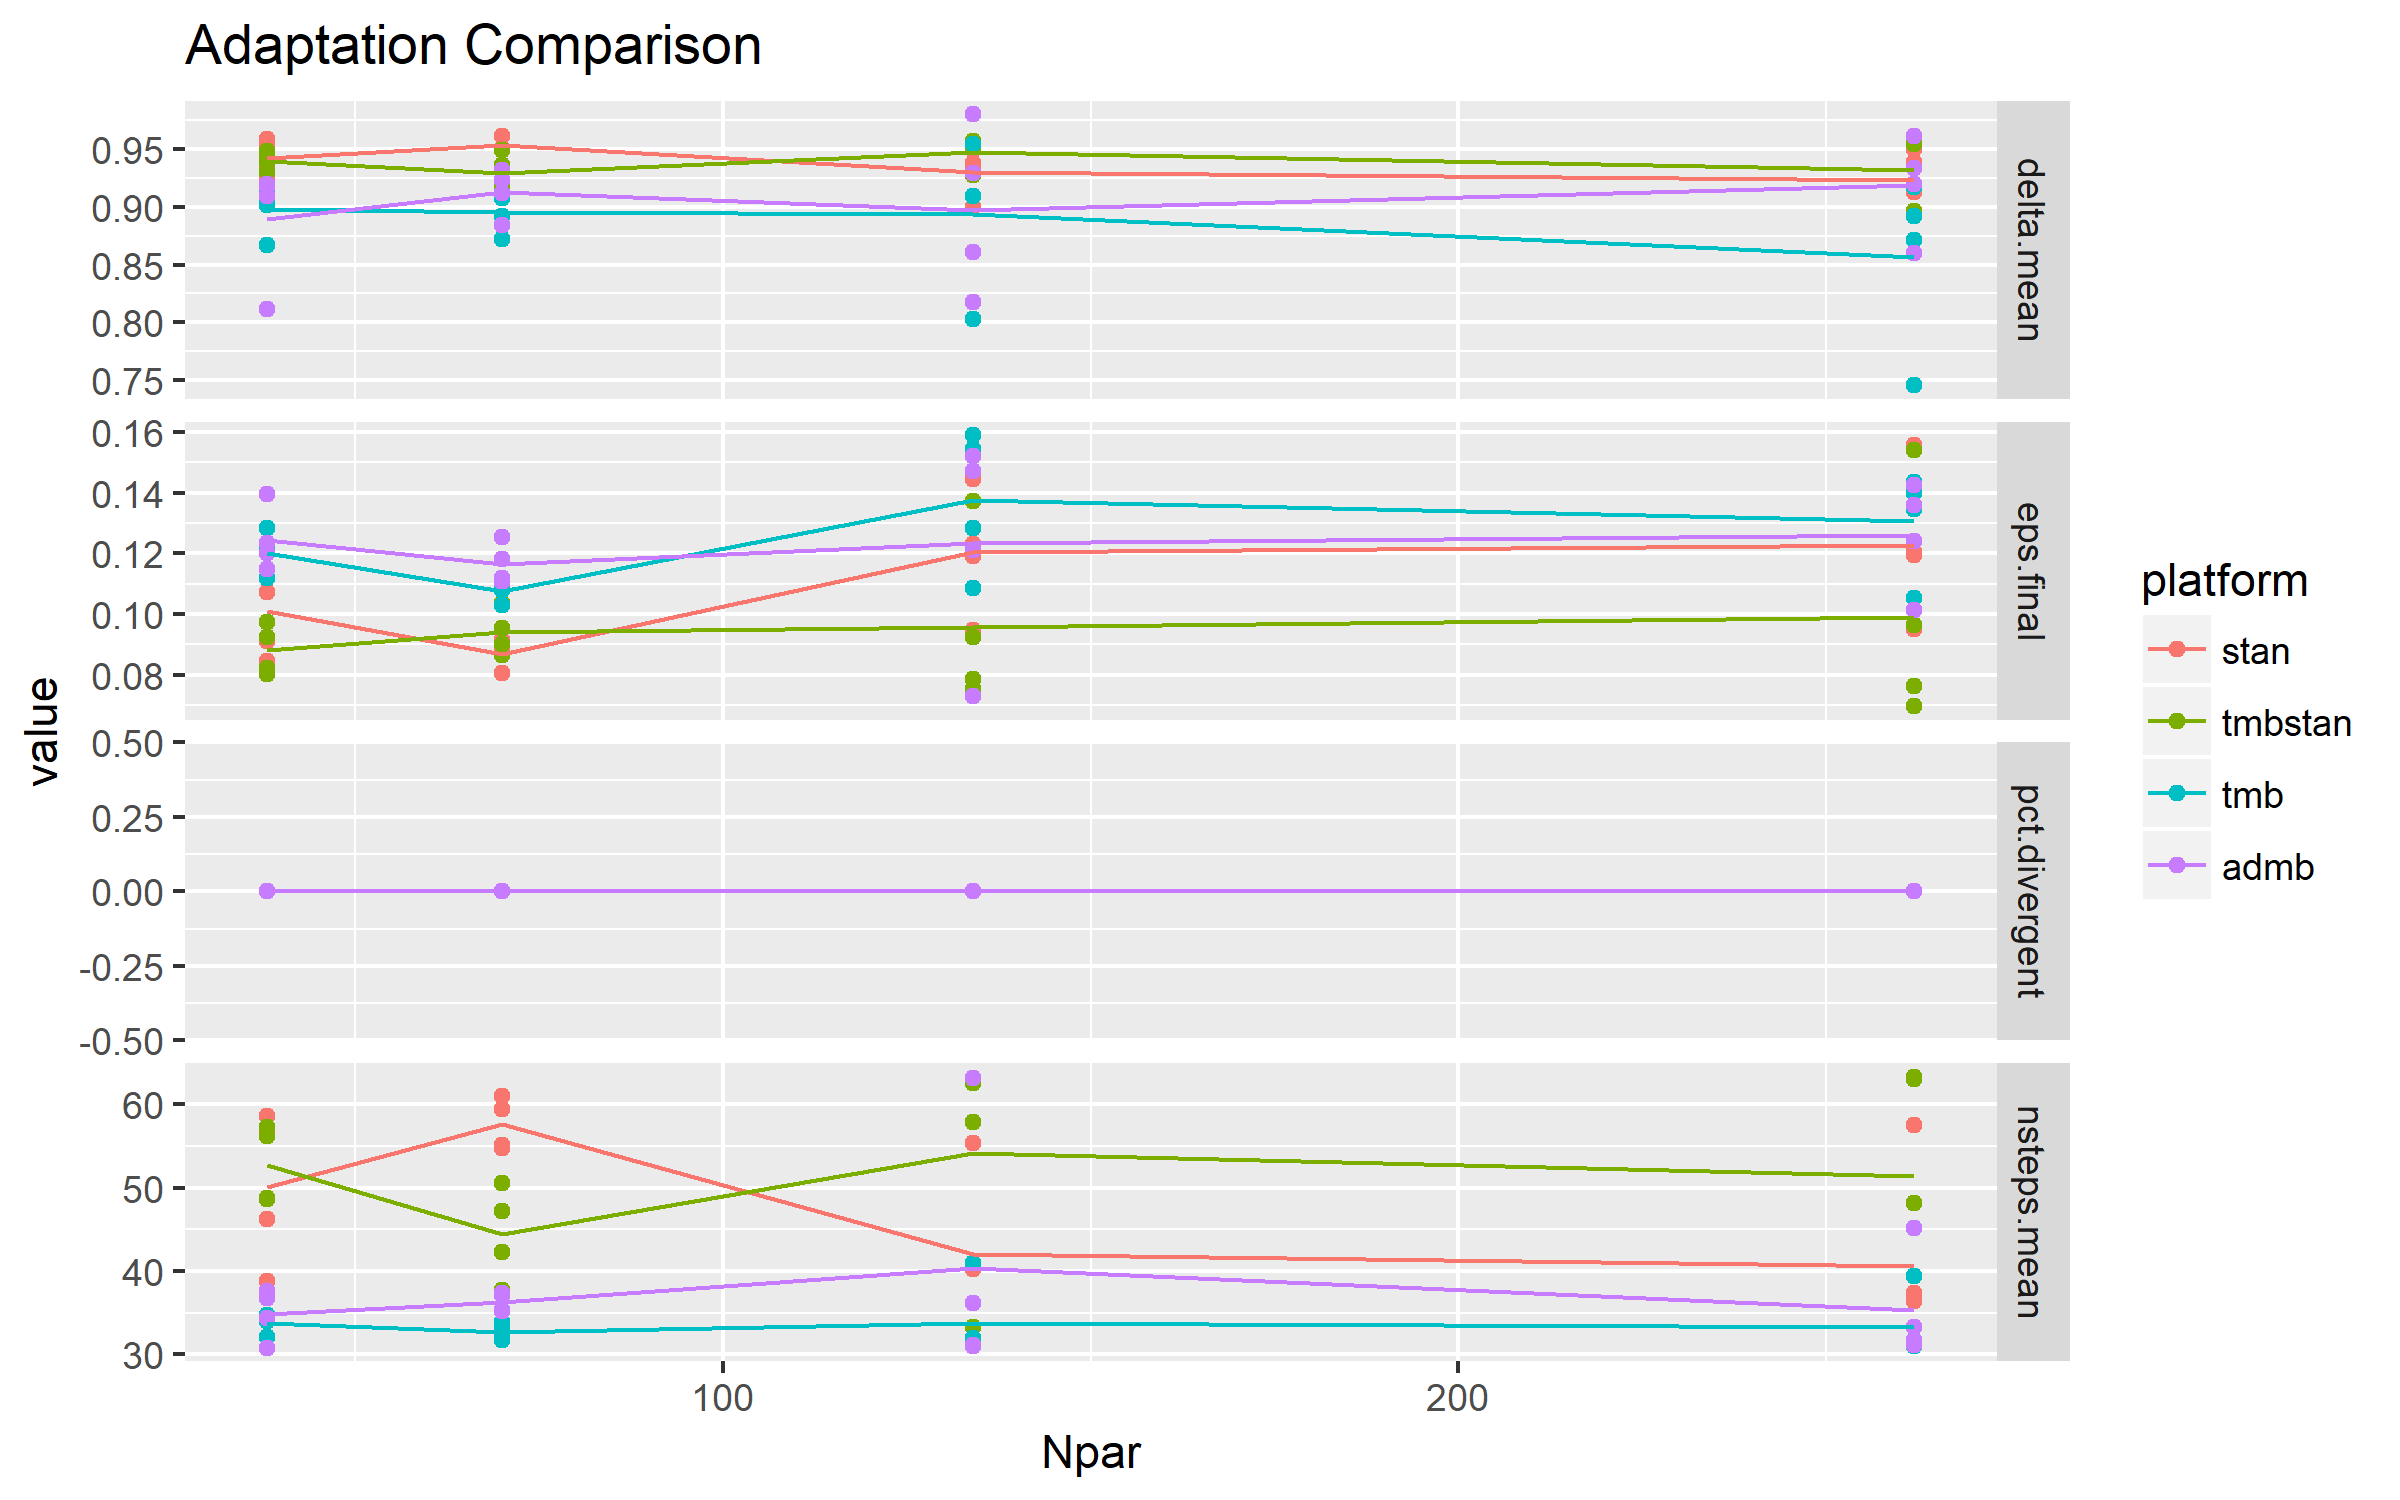 Adaptation Comparison
0.95
0.90
0.85
0.80
0.75
delta.mean
0.16
0.14
0.12
0.10
0.08
eps.final
0.50
0.25
0.00
-0.25
-0.50
pct.divergent
60
50
40
30
nsteps.mean
100
200
Npar
value
platform
stan
tmbstan
tmb
admb